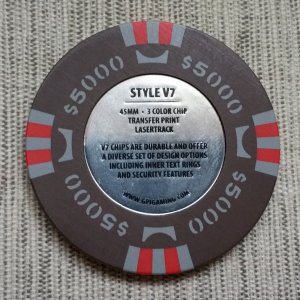 $5000
$5000
STYLE V7
45MM - 3 COLOR CHIP
TRANSFER PRINT
LASERTRACK
V7 CHIPS ARE DURABLE AND OFFER
A DIVERSE SET OF DESIGN OPTIONS
INCLUDING INNER TEXT RINGS
AND SECURITY FEATURES
WWW.GPIGAMING.COM
$5000
$5000